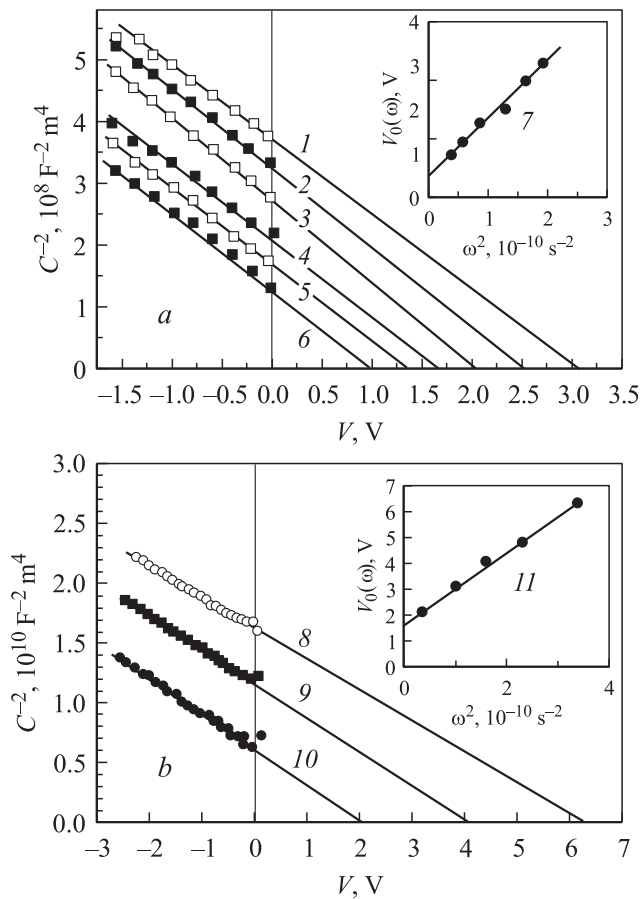 5
4
3
2
1
0
C⁻², 10⁸ F⁻² m⁴
a
1
2
3
4
5
6
–1.5 –1.0 –0.5 0.0 0.5 1.0 1.5 2.0 2.5 3.0 3.5
V, V
4
3
2
1
0
V₀(ω), V
7
0 1 2 3
ω², 10⁻¹⁰ s⁻²
3.0
2.5
2.0
1.5
1.0
0.5
0.0
C⁻², 10¹⁰ F⁻² m⁴
b
8
9
10
–3 –2 –1 0 1 2 3 4 5 6 7
V, V
7
6
5
4
3
2
1
0
V₀(ω), V
11
0 2 4
ω², 10⁻¹⁰ s⁻²